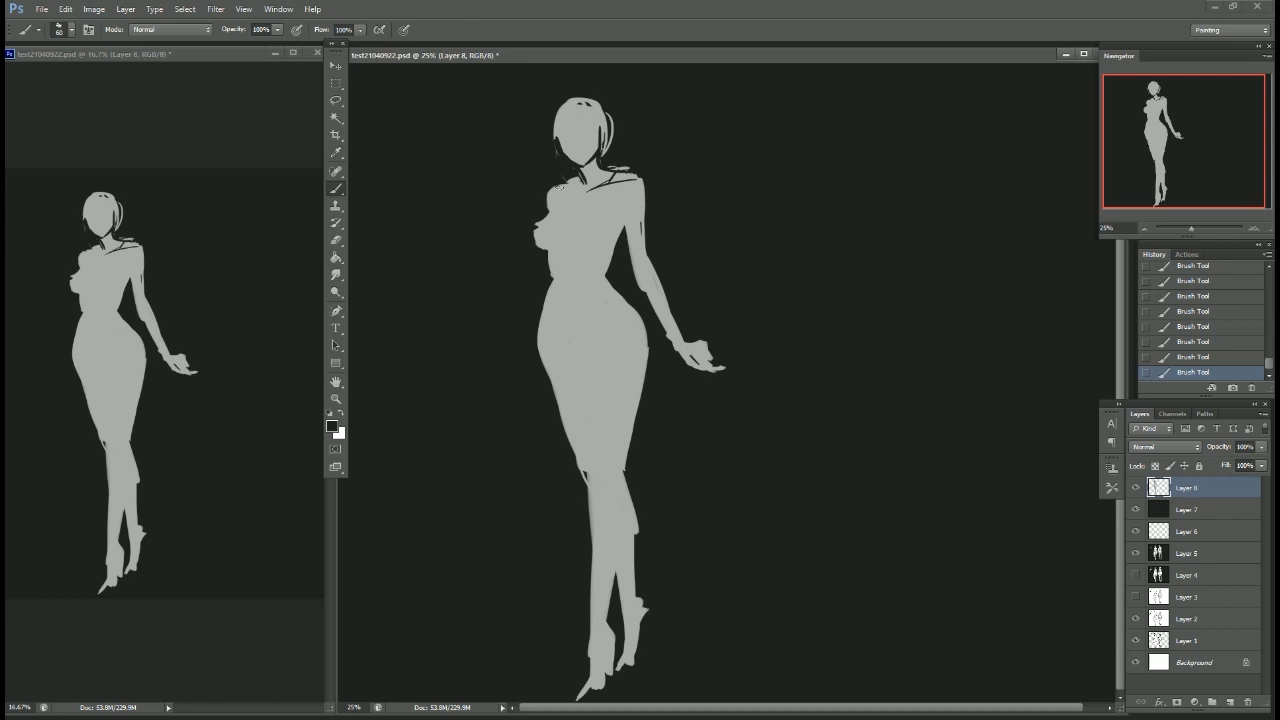 Ps File Edit Image Layer Type Select Filter View Window Help
60 Mode: Normal Opacity: 100% Flow: 100% Painting
test21040922.psd @ 16.7% (Layer 8, RGB/8) *
test21040922.psd @ 25% (Layer 8, RGB/8) *
Navigator
25%
History Actions
Brush Tool
Brush Tool
Brush Tool
Brush Tool
Brush Tool
Brush Tool
Brush Tool
Brush Tool
Layers Channels Paths
Kind
Normal Opacity: 100%
Lock: Fill: 100%
Layer 8
Layer 7
Layer 6
Layer 5
Layer 4
Layer 3
Layer 2
Layer 1
Background
16.67% Doc: 53.8M/229.9M
25% Doc: 53.8M/229.9M